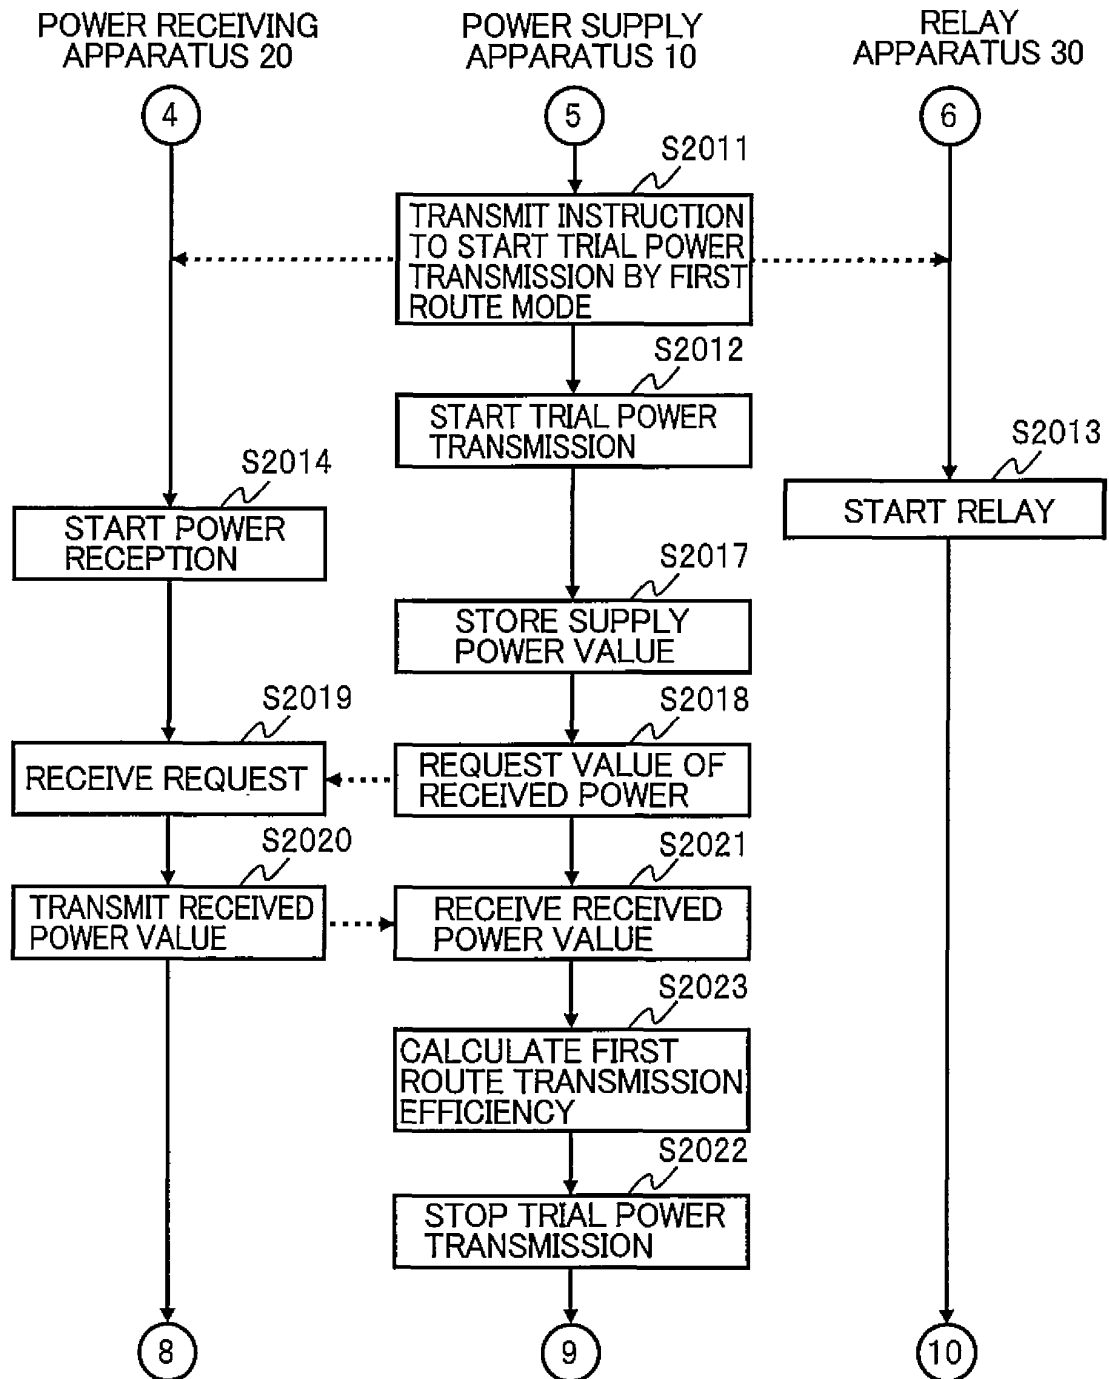 POWER RECEIVING
APPARATUS 20
POWER SUPPLY
APPARATUS 10
RELAY
APPARATUS 30
4
5
6
S2011
TRANSMIT INSTRUCTION
TO START TRIAL POWER
TRANSMISSION BY FIRST
ROUTE MODE
S2012
START TRIAL POWER
TRANSMISSION
S2013
START RELAY
S2014
START POWER
RECEPTION
S2017
STORE SUPPLY
POWER VALUE
S2019
RECEIVE REQUEST
S2018
REQUEST VALUE OF
RECEIVED POWER
S2020
TRANSMIT RECEIVED
POWER VALUE
S2021
RECEIVE RECEIVED
POWER VALUE
S2023
CALCULATE FIRST
ROUTE TRANSMISSION
EFFICIENCY
S2022
STOP TRIAL POWER
TRANSMISSION
8
9
10